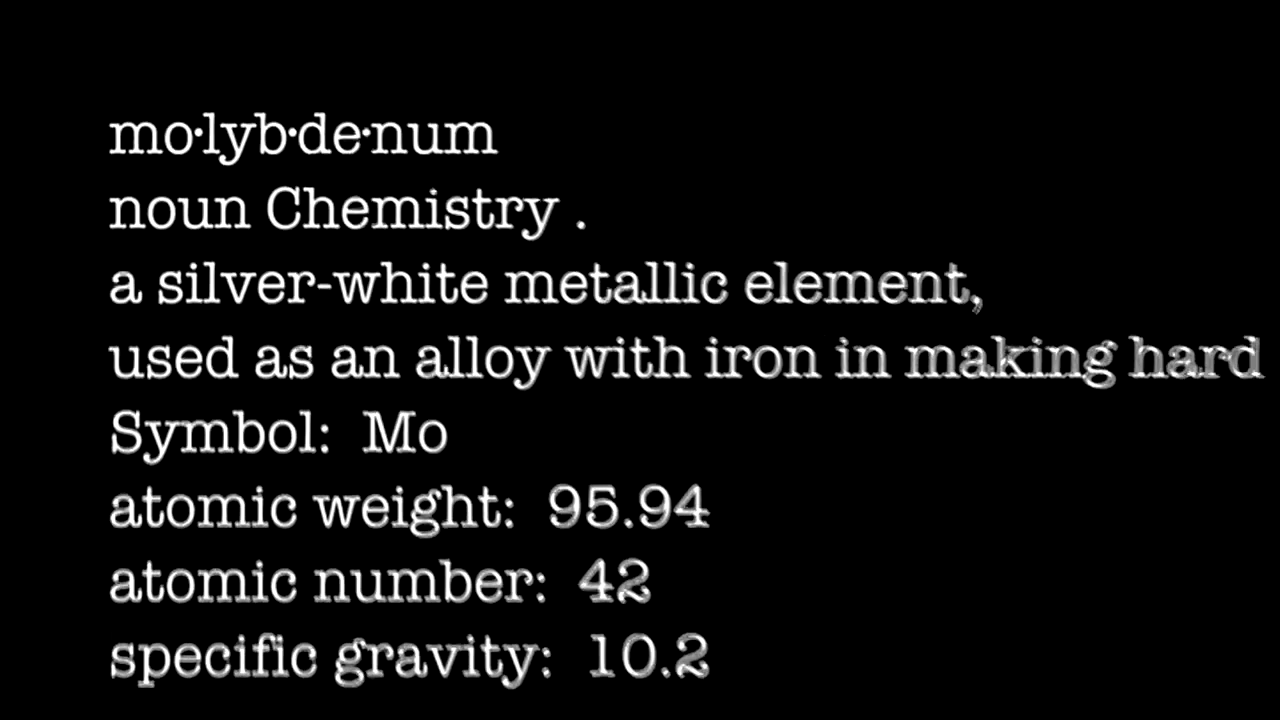 mo·lyb·de·num
noun Chemistry .
a silver-white metallic element,
used as an alloy with iron in making hard
Symbol:  Mo
atomic weight:  95.94
atomic number:  42
specific gravity:  10.2